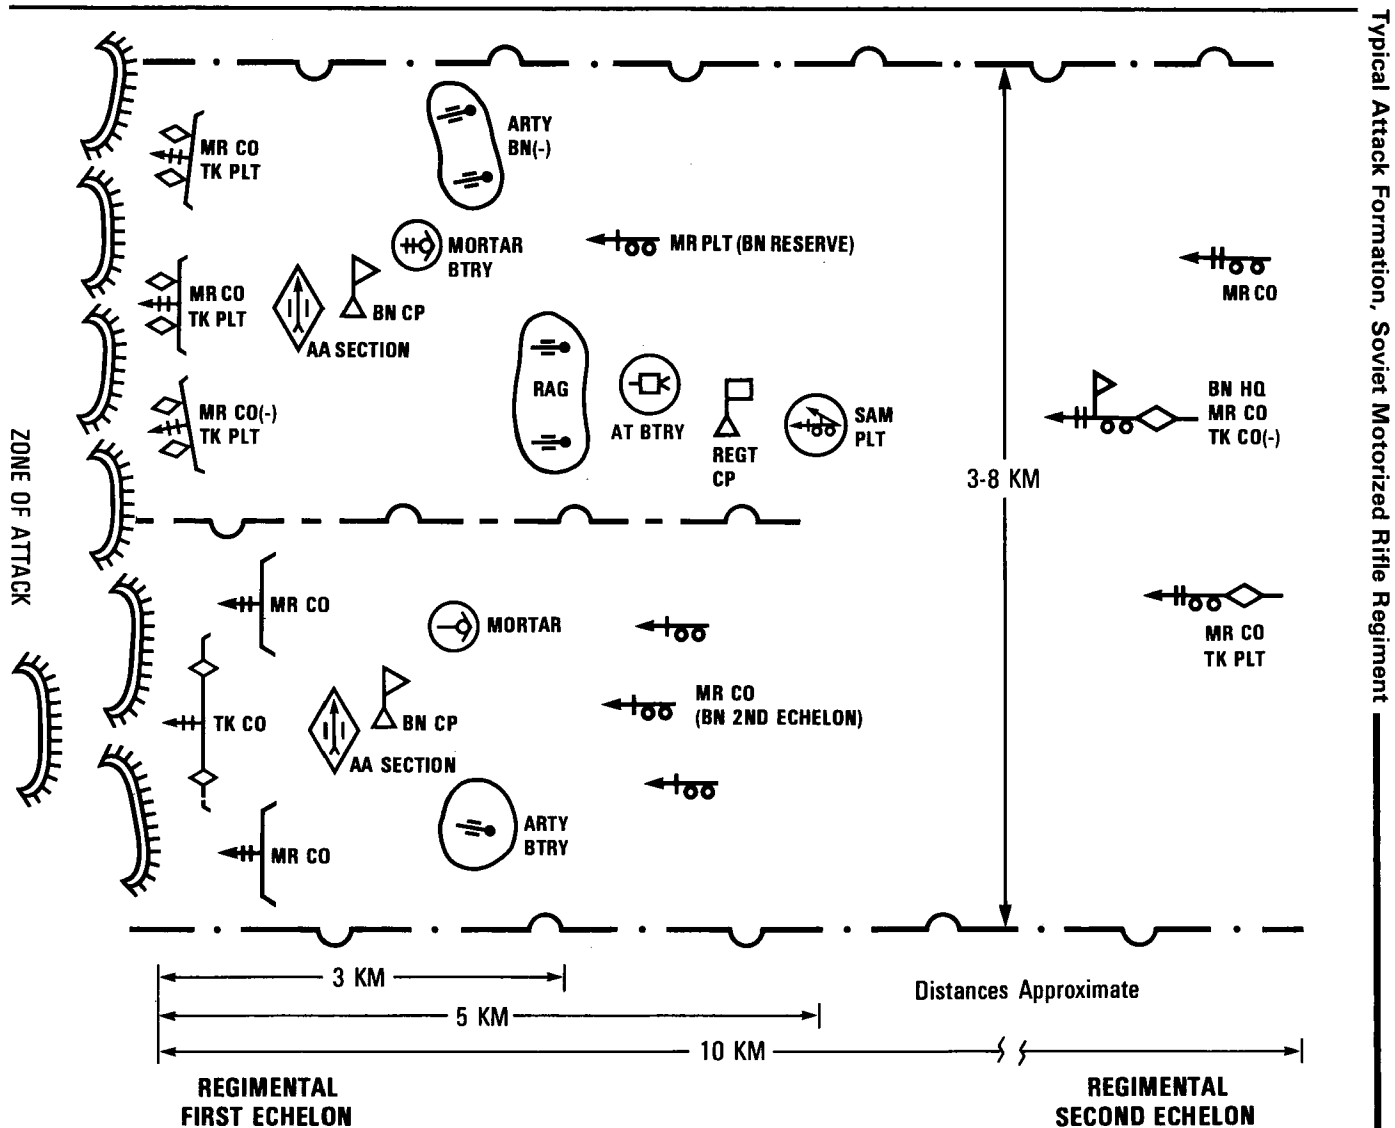 Typical Attack Formation, Soviet Motorized Rifle Regiment
ZONE OF ATTACK
MR CO
TK PLT
ARTY
BN(-)
MORTAR
BTRY
MR PLT (BN RESERVE)
MR CO
MR CO
TK PLT
BN CP
AA SECTION
RAG
AT BTRY
REGT
CP
SAM
PLT
BN HQ
MR CO
TK CO(-)
MR CO(-)
TK PLT
3-8 KM
MR CO
MORTAR
MR CO
TK PLT
TK CO
BN CP
AA SECTION
MR CO
(BN 2ND ECHELON)
MR CO
ARTY
BTRY
3 KM
Distances Approximate
5 KM
10 KM
REGIMENTAL
FIRST ECHELON
REGIMENTAL
SECOND ECHELON